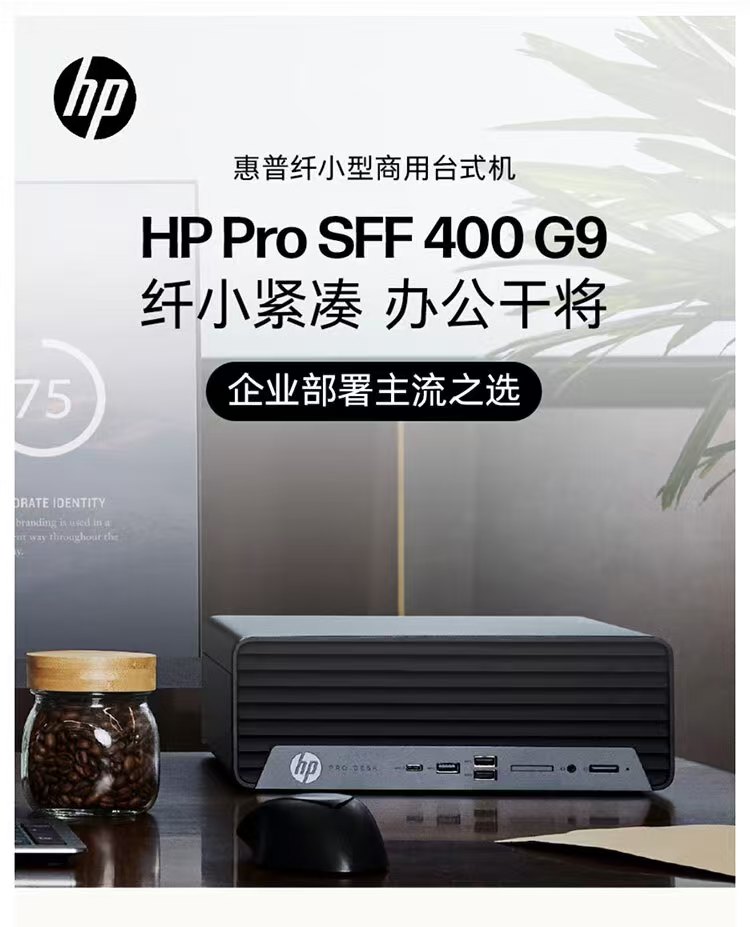 hp
惠普纤小型商用台式机
HP Pro SFF 400 G9
纤小紧凑 办公干将
企业部署主流之选
75
ORATE IDENTITY
branding is used in a
nt way throughout the
ay.
hp PRO DESK